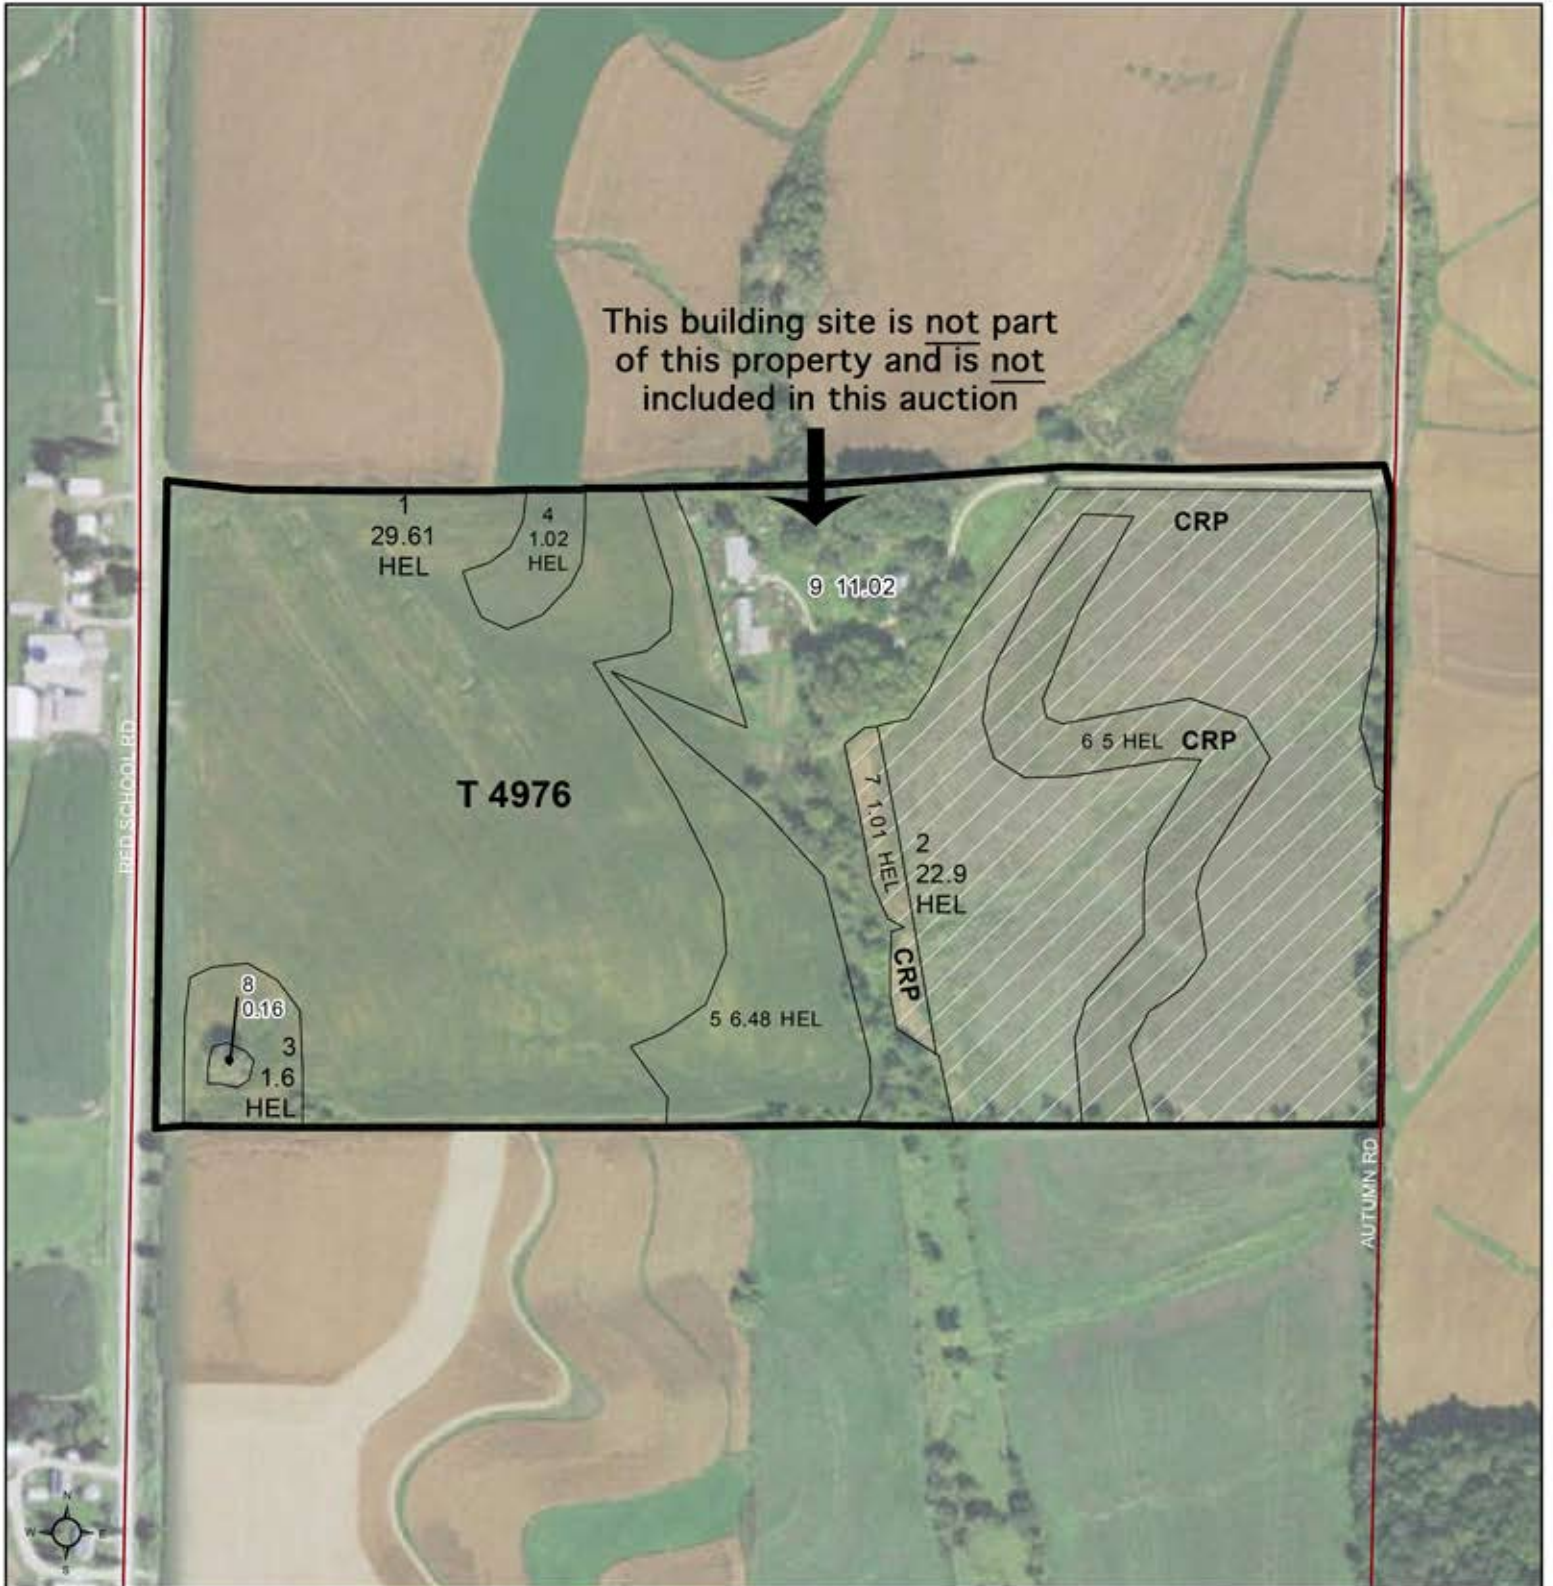 This building site is not part
of this property and is not
included in this auction
1
29.61
HEL
4
1.02
HEL
CRP
9 11.02
6 5 HEL CRP
RED SCHOOL RD
T 4976
7 1.01 HEL
2
22.9
HEL
CRP
8
0.16
3
1.6
HEL
5 6.48 HEL
AUTUMN RD
N
W E
S